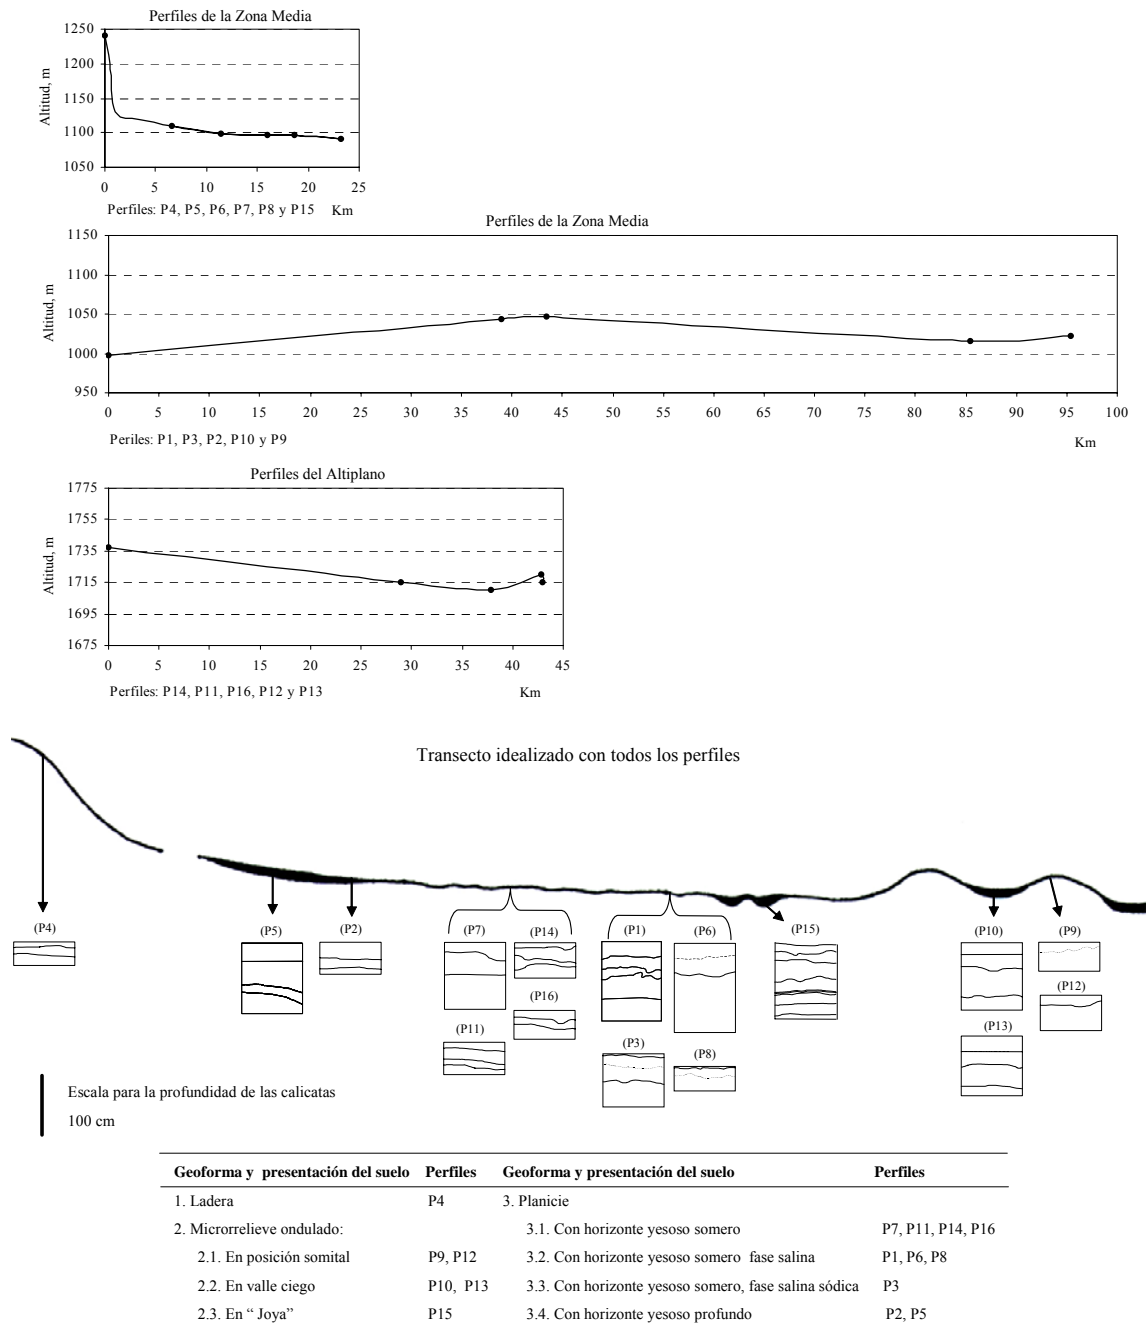 Perfiles de la Zona Media
1250
1200
1150
1100
1050
Altitud, m
0 5 10 15 20 25
Perfiles: P4, P5, P6, P7, P8 y P15 Km
Perfiles de la Zona Media
1150
1100
1050
1000
950
Altitud, m
0 5 10 15 20 25 30 35 40 45 50 55 60 65 70 75 80 85 90 95 100
Periles: P1, P3, P2, P10 y P9
Km
Perfiles del Altiplano
1775
1755
1735
1715
1695
1675
Altitud, m
0 5 10 15 20 25 30 35 40 45
Perfiles: P14, P11, P16, P12 y P13 Km
Transecto idealizado con todos los perfiles
(P4) (P5) (P2) (P7) (P14) (P1) (P6) (P15) (P10) (P9)
(P16) (P12)
(P11) (P3) (P8) (P13)
Escala para la profundidad de las calicatas
100 cm
Geoforma y presentación del suelo Perfiles Geoforma y presentación del suelo Perfiles
1. Ladera P4 3. Planicie
2. Microrrelieve ondulado: 3.1. Con horizonte yesoso somero P7, P11, P14, P16
2.1. En posición somital P9, P12 3.2. Con horizonte yesoso somero fase salina P1, P6, P8
2.2. En valle ciego P10, P13 3.3. Con horizonte yesoso somero, fase salina sódica P3
2.3. En “ Joya” P15 3.4. Con horizonte yesoso profundo P2, P5